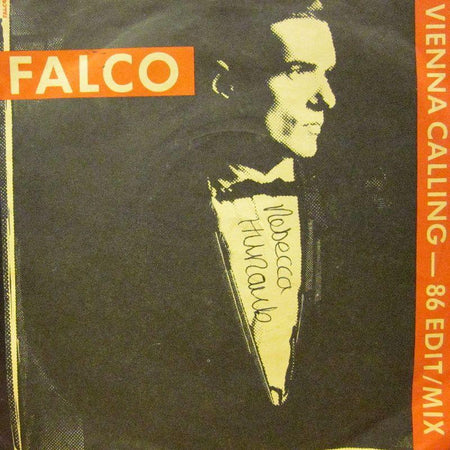 FALCO
VIENNA CALLING — 86 EDIT/MIX
Rebecca